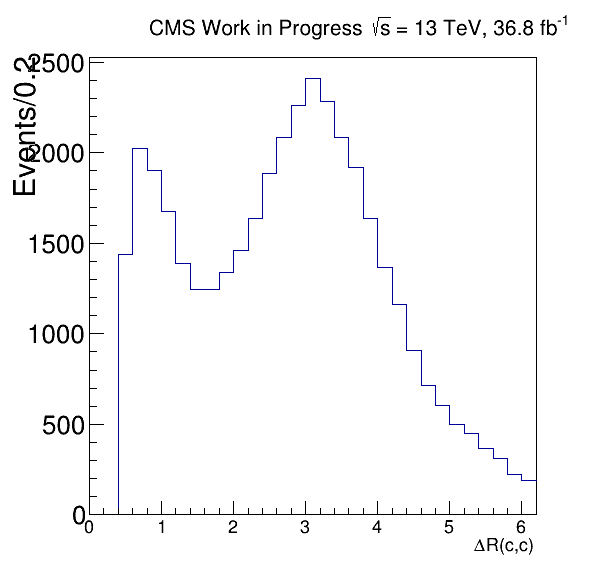 CMS Work in Progress √s = 13 TeV, 36.8 fb⁻¹
Events/0.2
2500
2000
1500
1000
500
0
0 1 2 3 4 5 6
ΔR(c,c)